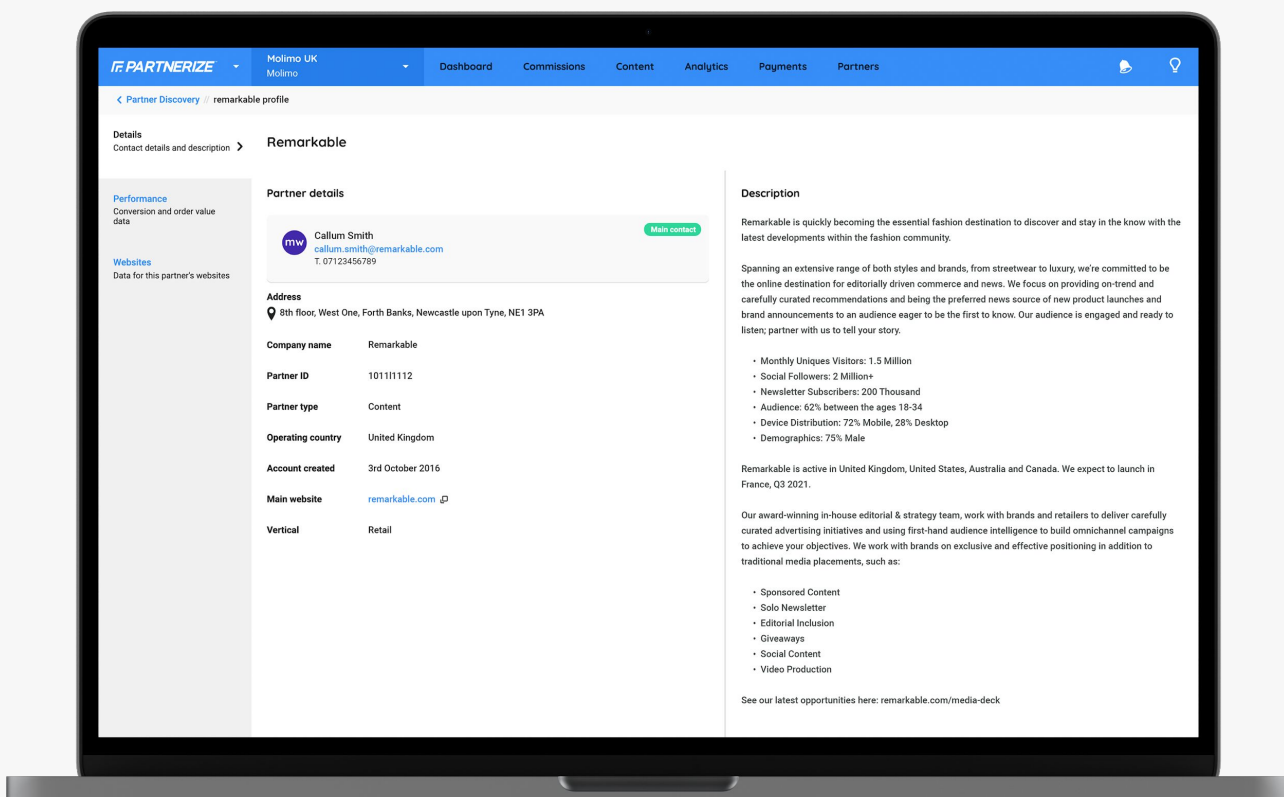 PARTNERIZE
Molimo UK
Molimo
Dashboard
Commissions
Content
Analytics
Payments
Partners
Partner Discovery // remarkable profile
Details
Contact details and description
Performance
Conversion and order value
data
Websites
Data for this partner's websites
Remarkable
Partner details
mw
Callum Smith
callum.smith@remarkable.com
T. 07123456789
Main contact
Address
8th floor, West One, Forth Banks, Newcastle upon Tyne, NE1 3PA
Company name Remarkable
Partner ID 101111112
Partner type Content
Operating country United Kingdom
Account created 3rd October 2016
Main website remarkable.com
Vertical Retail
Description
Remarkable is quickly becoming the essential fashion destination to discover and stay in the know with the
latest developments within the fashion community.
Spanning an extensive range of both styles and brands, from streetwear to luxury, we're committed to be
the online destination for editorially driven commerce and news. We focus on providing on-trend and
carefully curated recommendations and being the preferred news source of new product launches and
brand announcements to an audience eager to be the first to know. Our audience is engaged and ready to
listen; partner with us to tell your story.
• Monthly Uniques Visitors: 1.5 Million
• Social Followers: 2 Million+
• Newsletter Subscribers: 200 Thousand
• Audience: 62% between the ages 18-34
• Device Distribution: 72% Mobile, 28% Desktop
• Demographics: 75% Male
Remarkable is active in United Kingdom, United States, Australia and Canada. We expect to launch in
France, Q3 2021.
Our award-winning in-house editorial & strategy team, work with brands and retailers to deliver carefully
curated advertising initiatives and using first-hand audience intelligence to build omnichannel campaigns
to achieve your objectives. We work with brands on exclusive and effective positioning in addition to
traditional media placements, such as:
• Sponsored Content
• Solo Newsletter
• Editorial Inclusion
• Giveaways
• Social Content
• Video Production
See our latest opportunities here: remarkable.com/media-deck